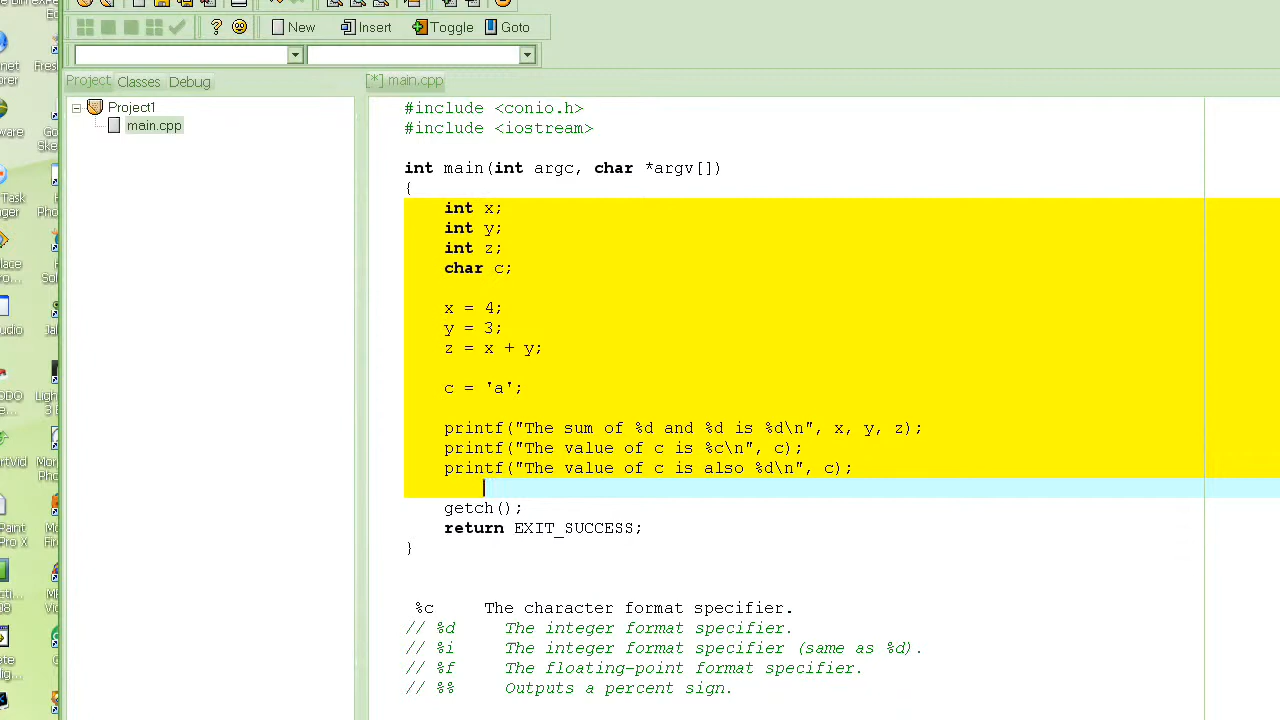 New Insert Toggle Goto
Project Classes Debug
[*] main.cpp
Project1
main.cpp
#include <conio.h>
#include <iostream>
int main(int argc, char *argv[])
{
int x;
int y;
int z;
char c;
x = 4;
y = 3;
z = x + y;
c = 'a';
printf("The sum of %d and %d is %d\n", x, y, z);
printf("The value of c is %c\n", c);
printf("The value of c is also %d\n", c);
getch();
return EXIT_SUCCESS;
}
%c The character format specifier.
// %d The integer format specifier.
// %i The integer format specifier (same as %d).
// %f The floating-point format specifier.
// %% Outputs a percent sign.